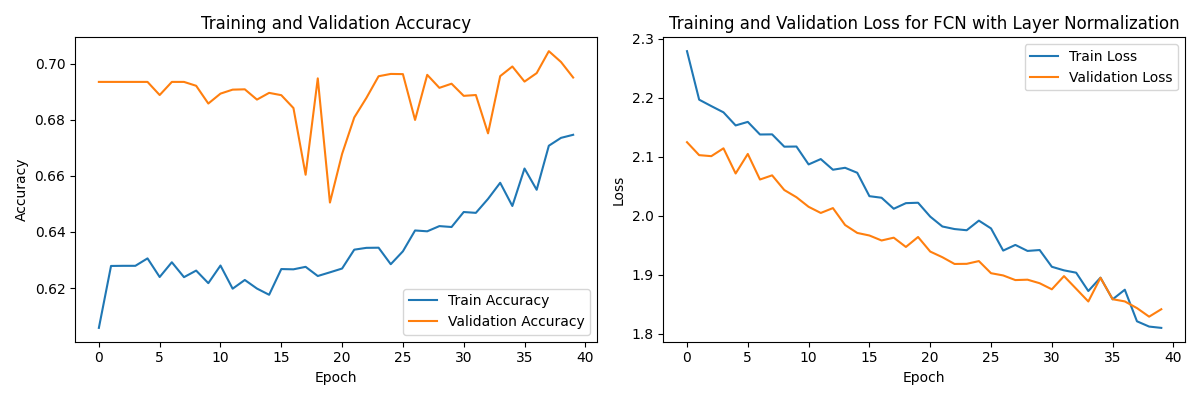 Training and Validation Accuracy
Accuracy
0.70
0.68
0.66
0.64
0.62
Train Accuracy
Validation Accuracy
0 5 10 15 20 25 30 35 40
Epoch
Training and Validation Loss for FCN with Layer Normalization
Loss
2.3
2.2
2.1
2.0
1.9
1.8
Train Loss
Validation Loss
0 5 10 15 20 25 30 35 40
Epoch